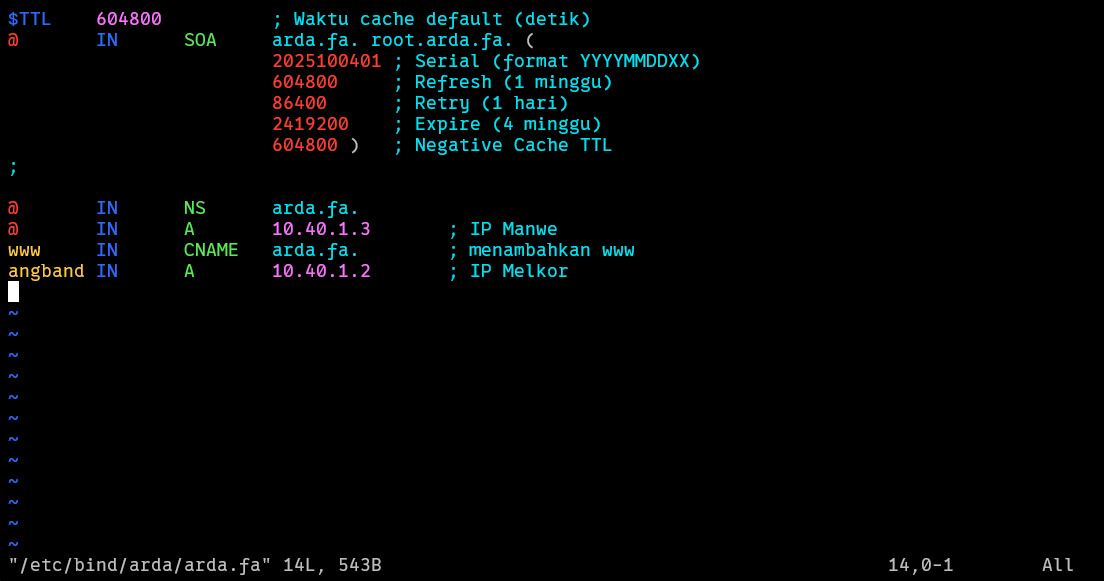 $TTL    604800          ; Waktu cache default (detik)
@       IN      SOA     arda.fa. root.arda.fa. (
                        2025100401 ; Serial (format YYYYMMDDXX)
                        604800     ; Refresh (1 minggu)
                        86400      ; Retry (1 hari)
                        2419200    ; Expire (4 minggu)
                        604800 )   ; Negative Cache TTL
;
@       IN      NS      arda.fa.
@       IN      A       10.40.1.3       ; IP Manwe
www     IN      CNAME   arda.fa.        ; menambahkan www
angband IN      A       10.40.1.2       ; IP Melkor
~
~
~
~
~
~
~
~
~
~
~
~
"/etc/bind/arda/arda.fa" 14L, 543B                                              14,0-1        All